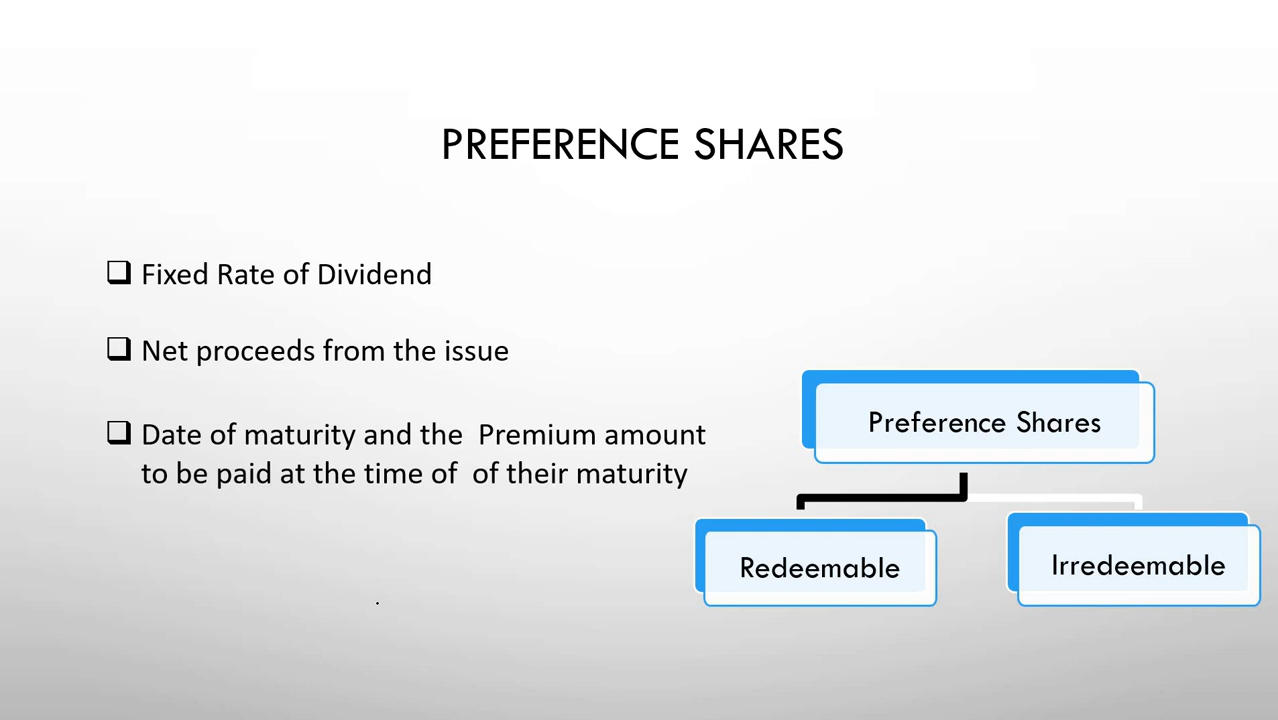 PREFERENCE SHARES
❑ Fixed Rate of Dividend
❑ Net proceeds from the issue
❑ Date of maturity and the  Premium amount
to be paid at the time of  of their maturity
Preference Shares
Redeemable
Irredeemable
.